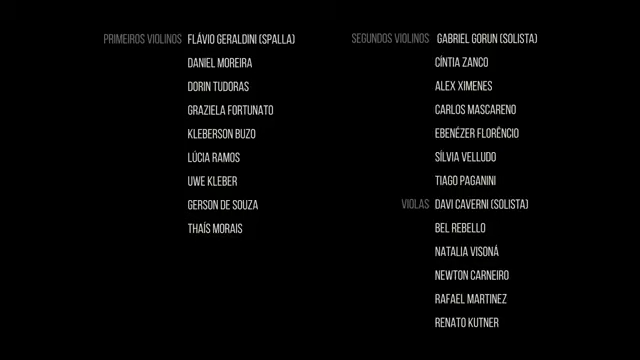 PRIMEIROS VIOLINOS FLÁVIO GERALDINI (SPALLA)
DANIEL MOREIRA
DORIN TUDORAS
GRAZIELA FORTUNATO
KLEBERSON BUZO
LÚCIA RAMOS
UWE KLEBER
GERSON DE SOUZA
THAÍS MORAIS
SEGUNDOS VIOLINOS GABRIEL GORUN (SOLISTA)
CÍNTIA ZANCO
ALEX XIMENES
CARLOS MASCARENO
EBENÉZER FLORÊNCIO
SÍLVIA VELLUDO
TIAGO PAGANINI
VIOLAS DAVI CAVERNI (SOLISTA)
BEL REBELLO
NATALIA VISONÁ
NEWTON CARNEIRO
RAFAEL MARTINEZ
RENATO KUTNER